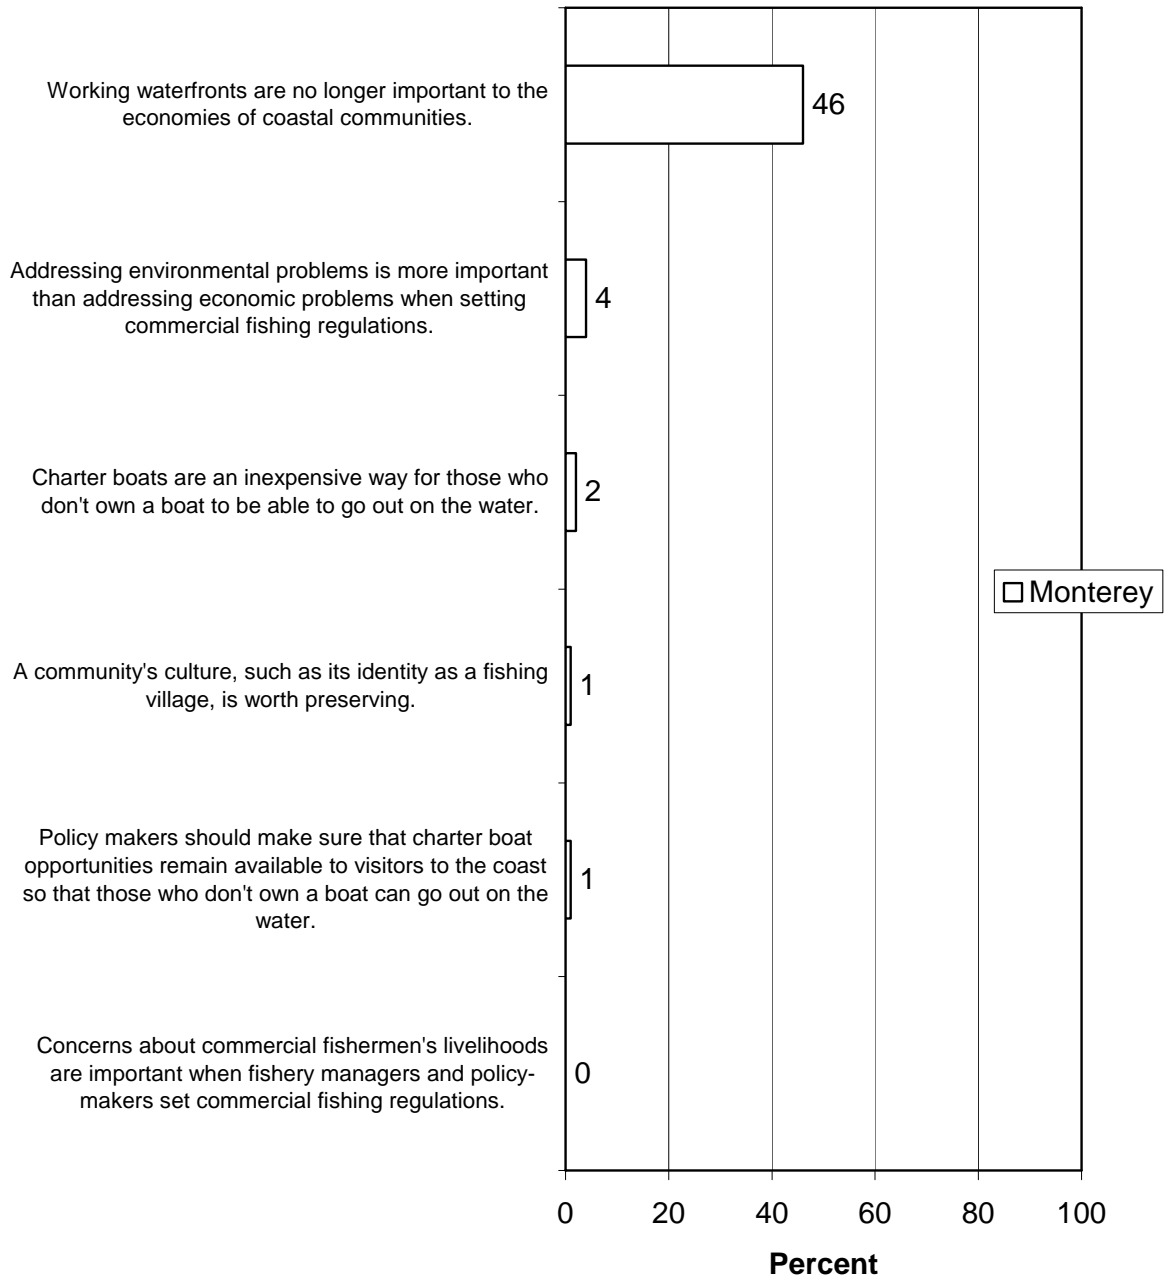 Working waterfronts are no longer important to the
economies of coastal communities.
46
Addressing environmental problems is more important
than addressing economic problems when setting
commercial fishing regulations.
4
Charter boats are an inexpensive way for those who
don't own a boat to be able to go out on the water.
2
Monterey
A community's culture, such as its identity as a fishing
village, is worth preserving.
1
Policy makers should make sure that charter boat
opportunities remain available to visitors to the coast
so that those who don't own a boat can go out on the
water.
1
Concerns about commercial fishermen's livelihoods
are important when fishery managers and policy-
makers set commercial fishing regulations.
0
0 20 40 60 80 100
Percent